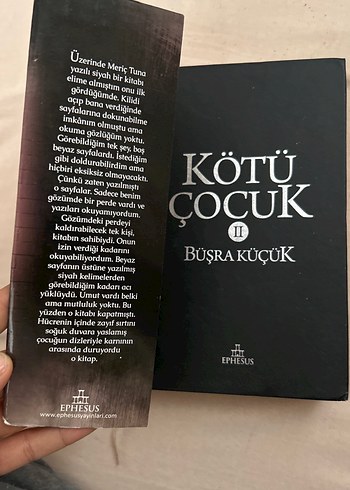 Üzerinde Meriç Tuna
yazılı siyah bir kitabı
elime almıştım onu ilk
gördüğümde. Kilidi
açıp bana verdiğinde
sayfalarına dokunabilme
imkânım olmuştu ama
okuma gözlüğüm yoktu.
Görebildiğim tek şey, boş
beyaz sayfalardı. İstediğim
gibi doldurabilirdim ama
hiçbiri eksiksiz olmayacaktı.
Çünkü zaten yazılmıştı
o sayfalar. Sadece benim
gözümde bir perde vardı ve
yazıları okuyamıyordum.
Gözümdeki perdeyi
kaldırabilecek tek kişi,
kitabın sahibiydi. Onun
izin verdiği kadarını
okuyabiliyordum. Beyaz
sayfanın üstüne yazılmış
siyah kelimelerden
görebildiğim kadarı acı
yüklüydü. Umut vardı belki
ama mutluluk yoktu. Bu
yüzden o kitabı kapatmıştı.
Hücrenin içinde zayıf sırtını
soğuk duvara yaslamış
çocuğun dizleriyle karnının
arasında duruyordu
o kitap.
EPHESUS
www.ephesusyayinlari.com
KÖTÜ
ÇOCUK
II
BÜŞRA KÜÇÜK
EPHESUS